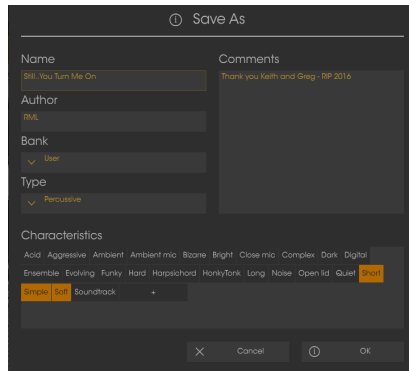 Save As
Name
Still..You Turn Me On
Comments
Thank you Keith and Greg - RIP 2016
Author
RML
Bank
User
Type
Percussive
Characteristics
Acid Aggressive Ambient Ambient mic Bizarre Bright Close mic Complex Dark Digital
Ensemble Evolving Funky Hard Harpsichord HonkyTonk Long Noise Open lid Quiet Short
Simple Soft Soundtrack +
Cancel OK